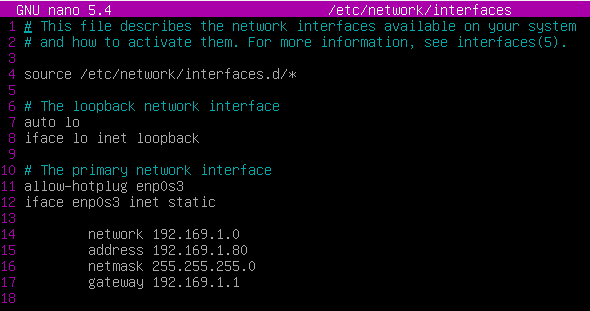 GNU nano 5.4 /etc/network/interfaces
1 # This file describes the network interfaces available on your system
2 # and how to activate them. For more information, see interfaces(5).
3
4 source /etc/network/interfaces.d/*
5
6 # The loopback network interface
7 auto lo
8 iface lo inet loopback
9
10 # The primary network interface
11 allow-hotplug enp0s3
12 iface enp0s3 inet static
13
14 network 192.169.1.0
15 address 192.169.1.80
16 netmask 255.255.255.0
17 gateway 192.169.1.1
18